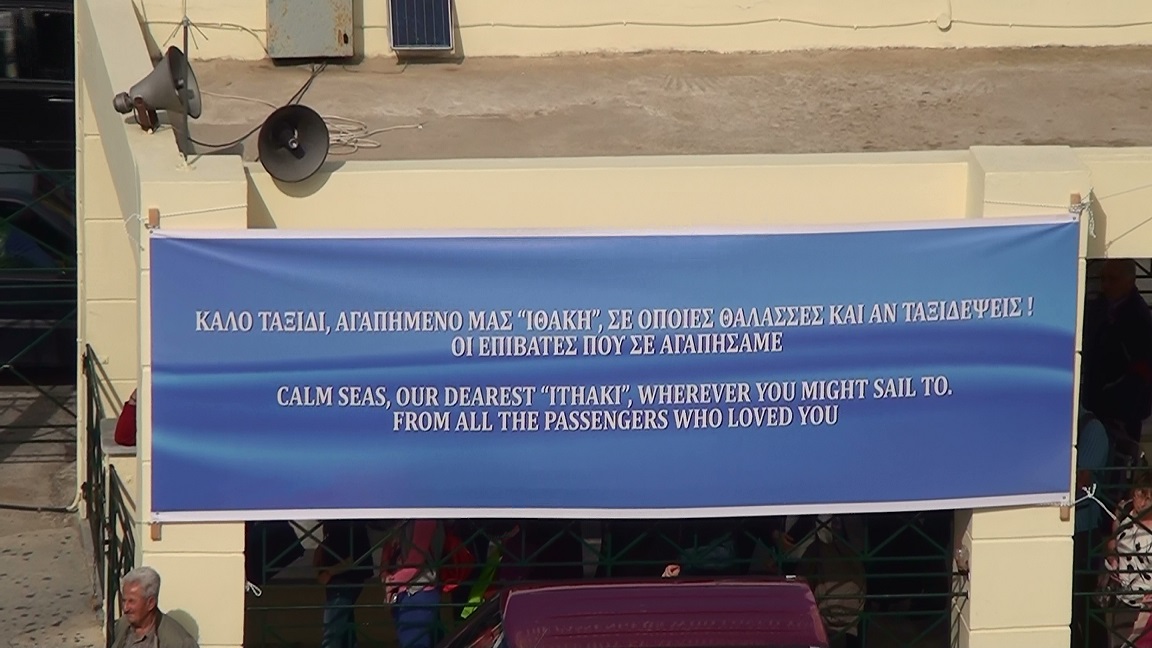 ΚΑΛΟ ΤΑΞΙΔΙ, ΑΓΑΠΗΜΕΝΟ ΜΑΣ “ΙΘΑΚΗ”, ΣΕ ΟΠΟΙΕΣ ΘΑΛΑΣΣΕΣ ΚΑΙ ΑΝ ΤΑΞΙΔΕΨΕΙΣ !
ΟΙ ΕΠΙΒΑΤΕΣ ΠΟΥ ΣΕ ΑΓΑΠΗΣΑΜΕ
CALM SEAS, OUR DEAREST “ITHAKI”, WHEREVER YOU MIGHT SAIL TO.
FROM ALL THE PASSENGERS WHO LOVED YOU